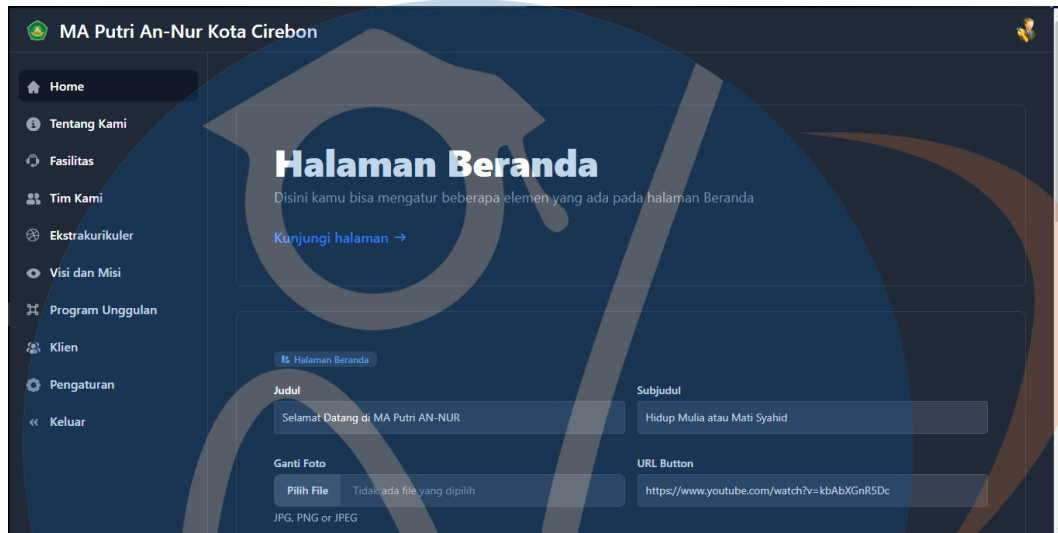 MA Putri An-Nur Kota Cirebon
Home
Tentang Kami
Fasilitas
Tim Kami
Ekstrakurikuler
Visi dan Misi
Program Unggulan
Klien
Pengaturan
Keluar
Halaman Beranda
Disini kamu bisa mengatur beberapa elemen yang ada pada halaman Beranda
Kunjungi halaman →
Halaman Beranda
Judul
Subjudul
Selamat Datang di MA Putri AN-NUR
Hidup Mulia atau Mati Syahid
Ganti Foto
URL Button
Pilih File Tidak ada file yang dipilih
https://www.youtube.com/watch?v=kbAbXGnR5Dc
JPG, PNG or JPEG